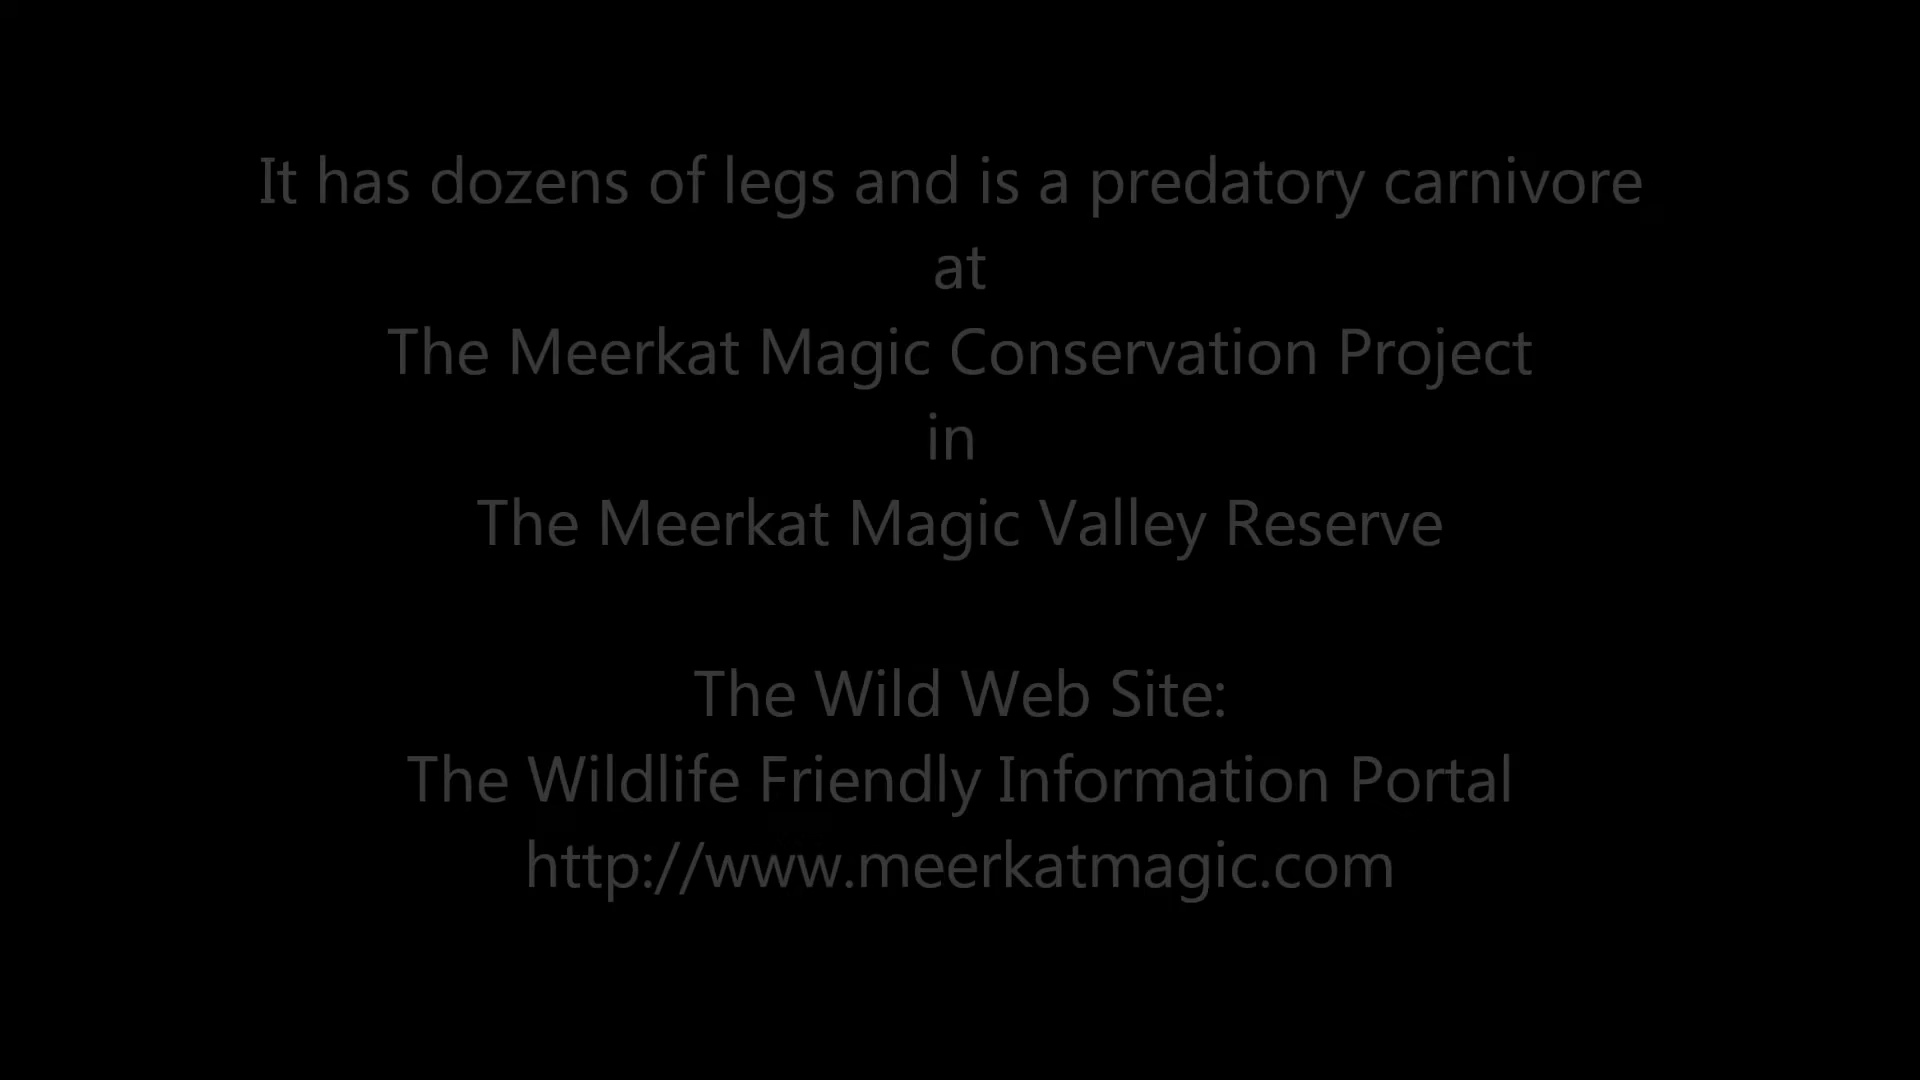 It has dozens of legs and is a predatory carnivore
at
The Meerkat Magic Conservation Project
in
The Meerkat Magic Valley Reserve
The Wild Web Site:
The Wildlife Friendly Information Portal
http://www.meerkatmagic.com